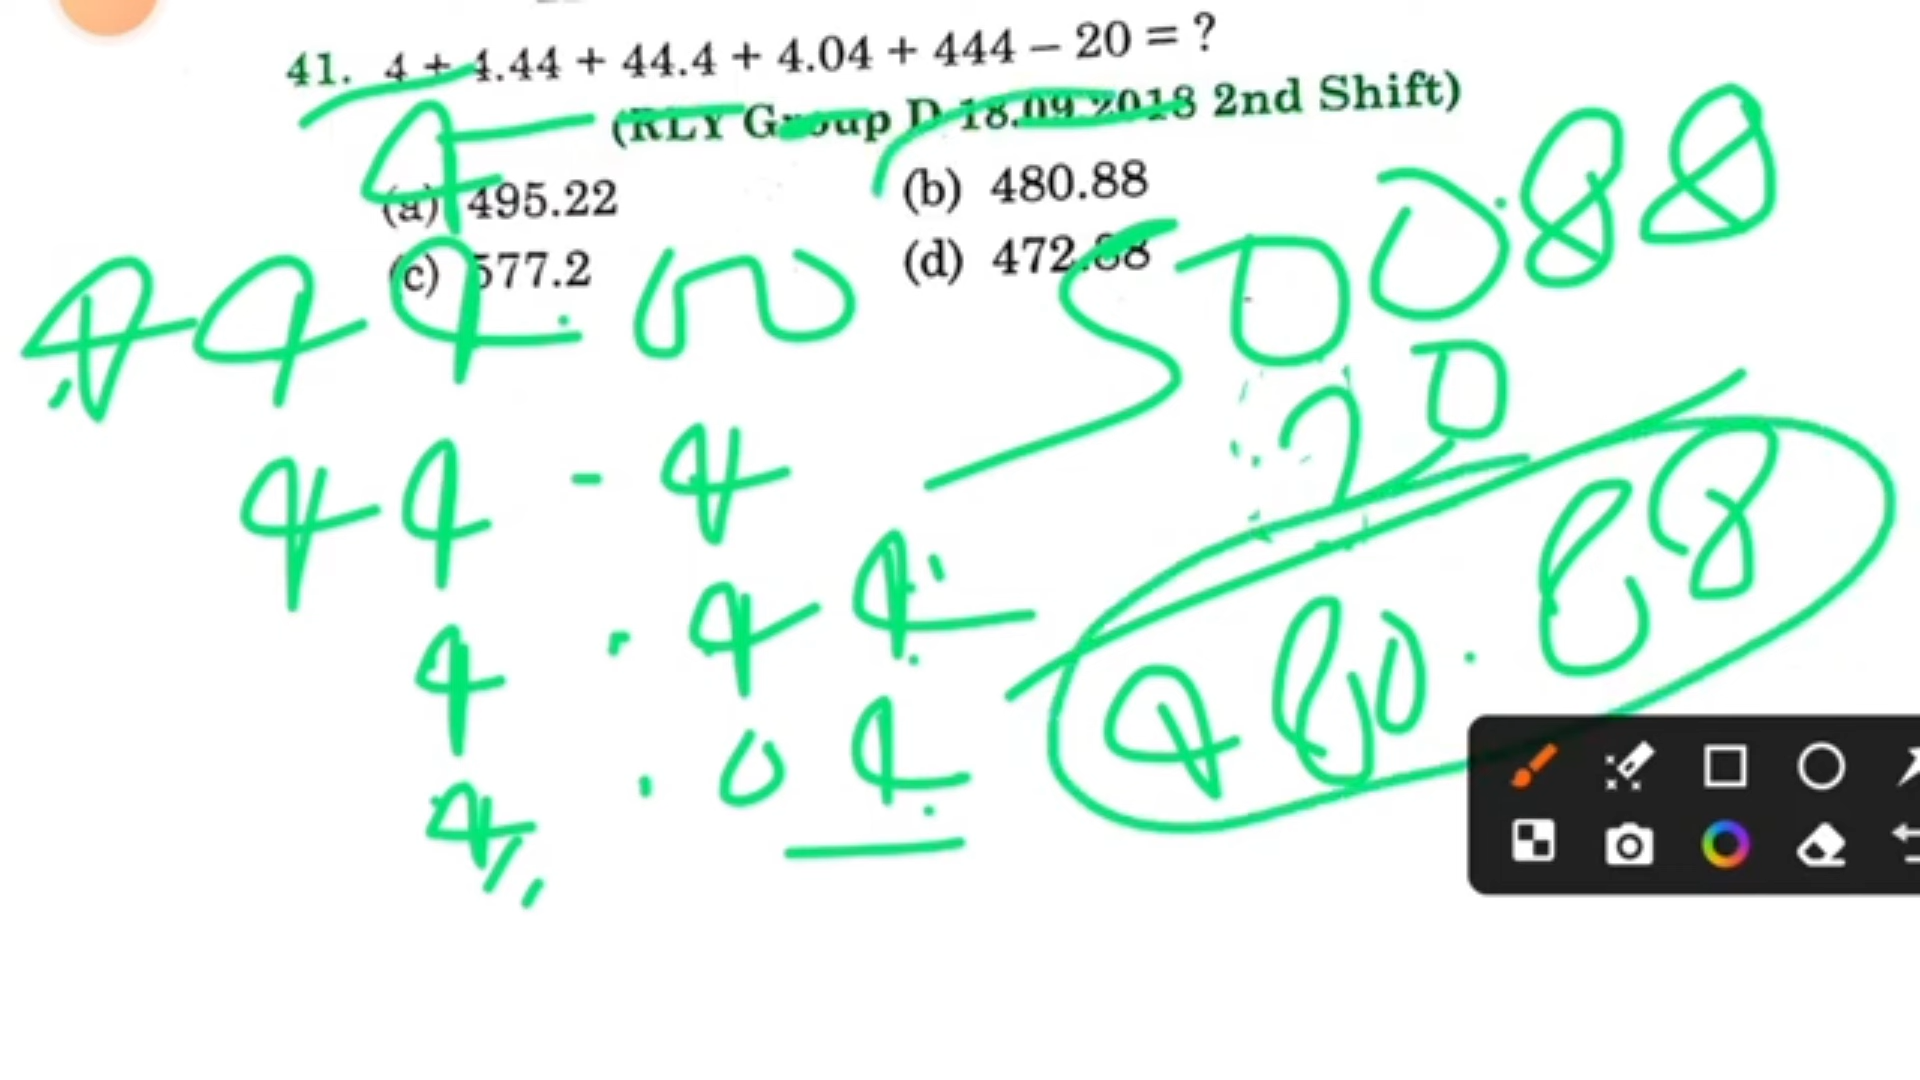 41. 4 + 4.44 + 44.4 + 4.04 + 444 – 20 = ?
(RLY Group D 18.09.2018 2nd Shift)
(a) 495.22 (b) 480.88
(c) 577.2 (d) 472.88
4
444.00
44.4
4.44
4.04
500.88
20
480.88